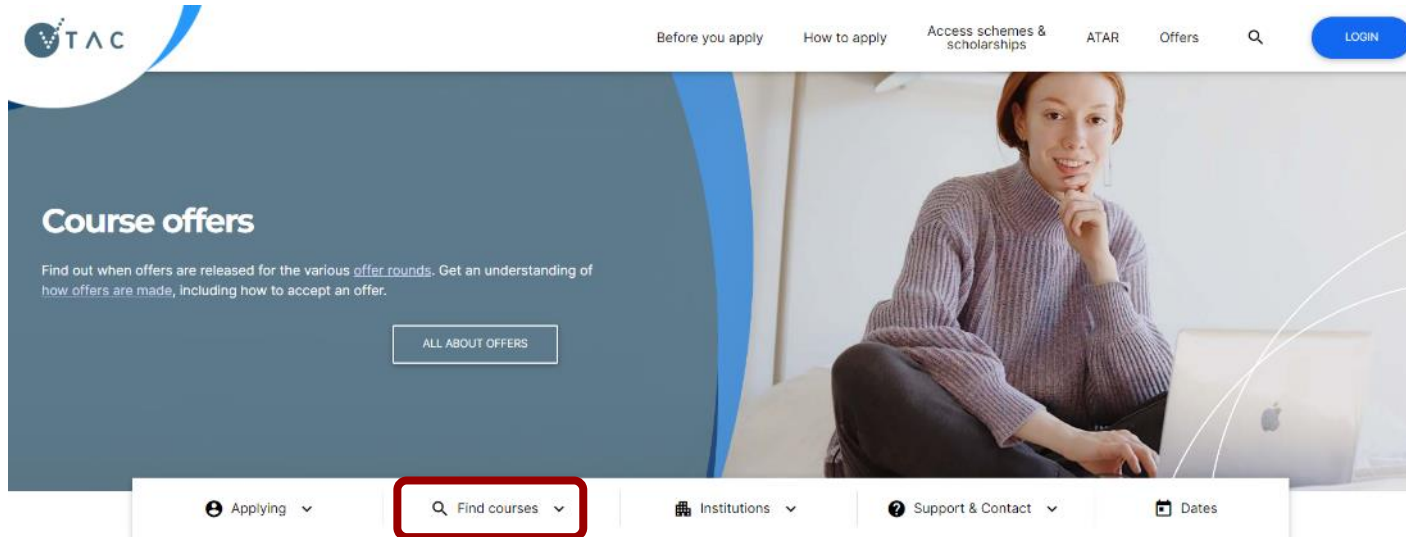 VTAC
Before you apply
How to apply
Access schemes &
scholarships
ATAR
Offers
LOGIN
Course offers
Find out when offers are released for the various offer rounds. Get an understanding of
how offers are made, including how to accept an offer.
ALL ABOUT OFFERS
Applying
Find courses
Institutions
Support & Contact
Dates